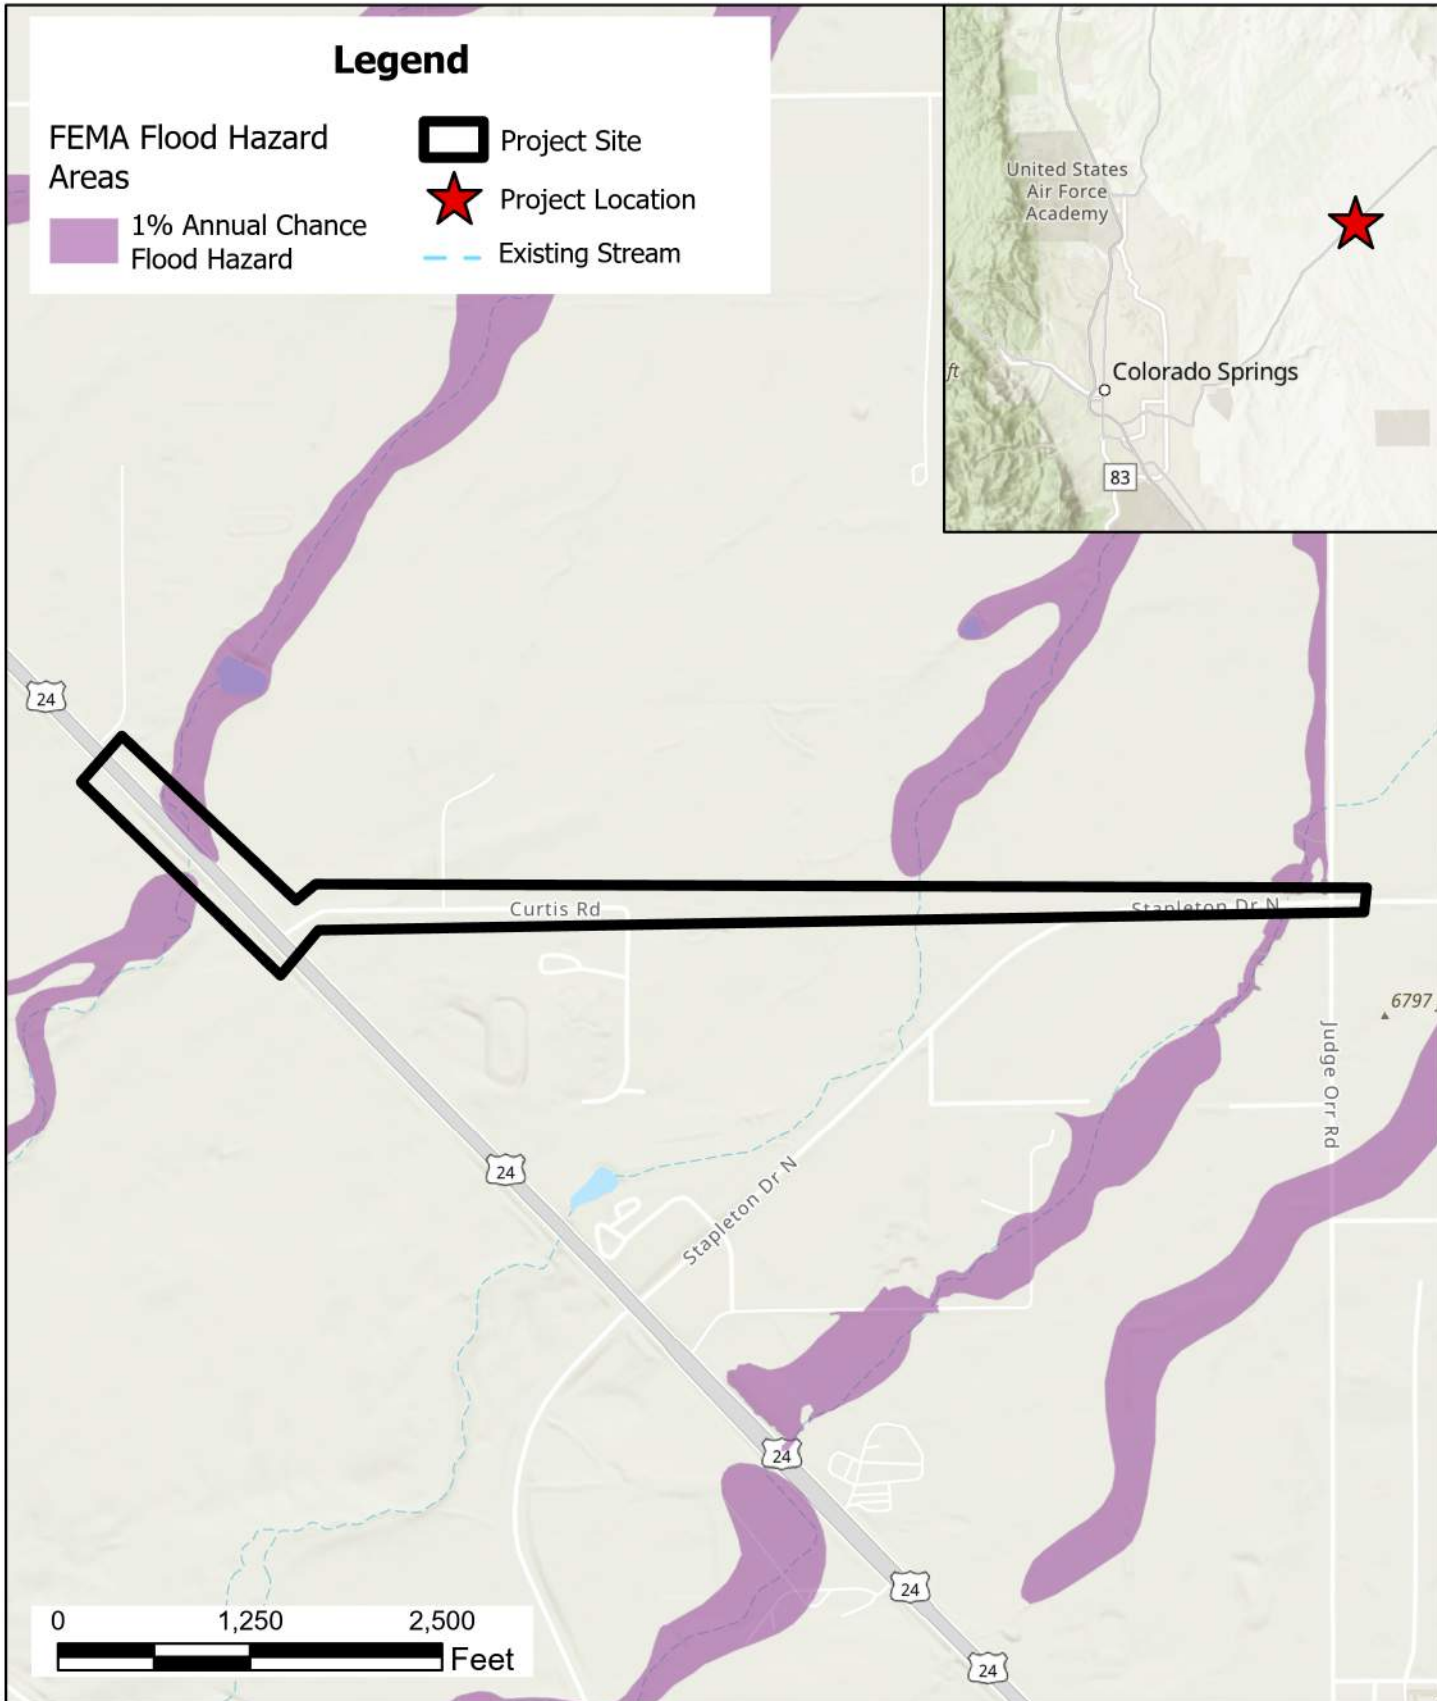 Legend
FEMA Flood Hazard
Areas
1% Annual Chance
Flood Hazard
Project Site
Project Location
Existing Stream
United States
Air Force
Academy
Colorado Springs
ft
83
24
Curtis Rd
Stapleton Dr N
6797
Judge Orr Rd
24
Stapleton Dr N
24
24
24
0 1,250 2,500
Feet